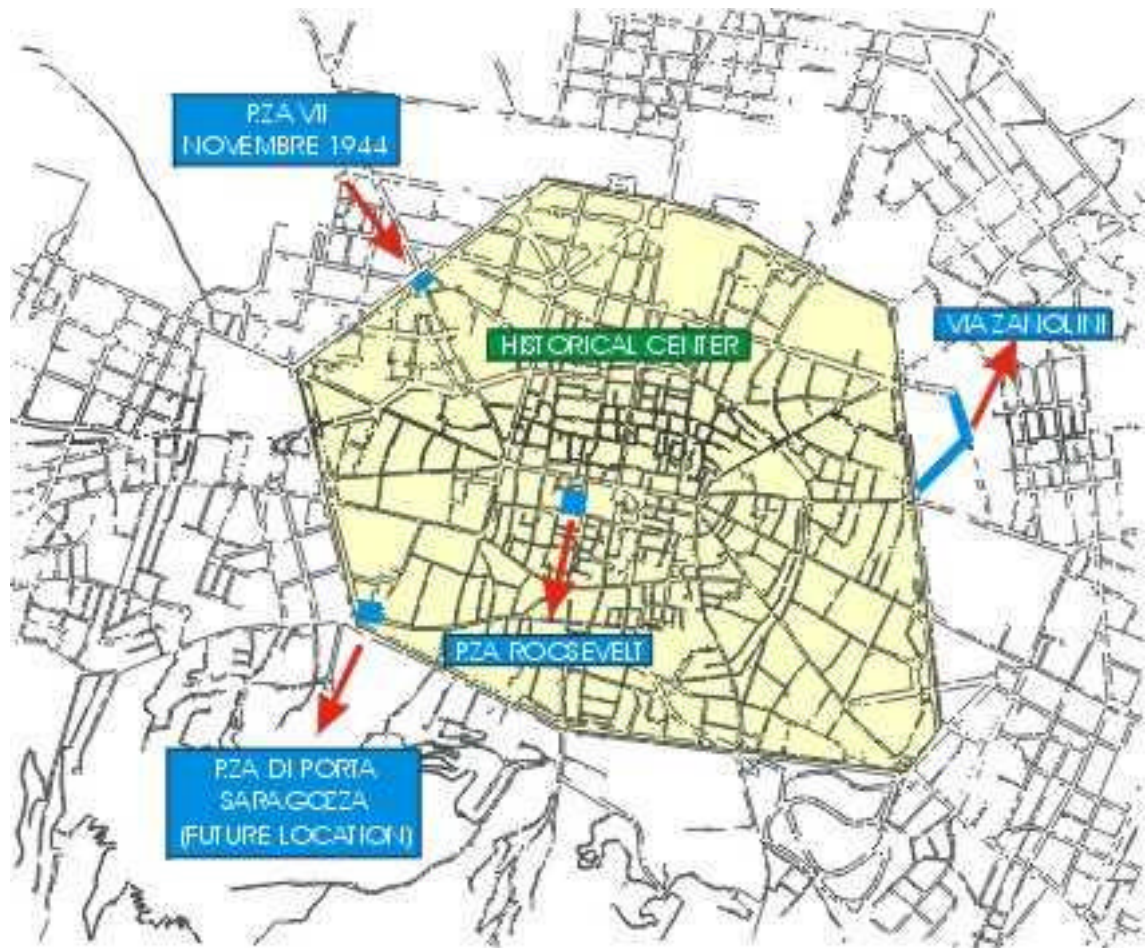 P.ZA VII
NOVEMBRE 1944
HISTORICAL CENTER
VIA ZANOLINI
P.ZA ROOSEVELT
P.ZA DI PORTA
SARAGOZZA
(FUTURE LOCATION)